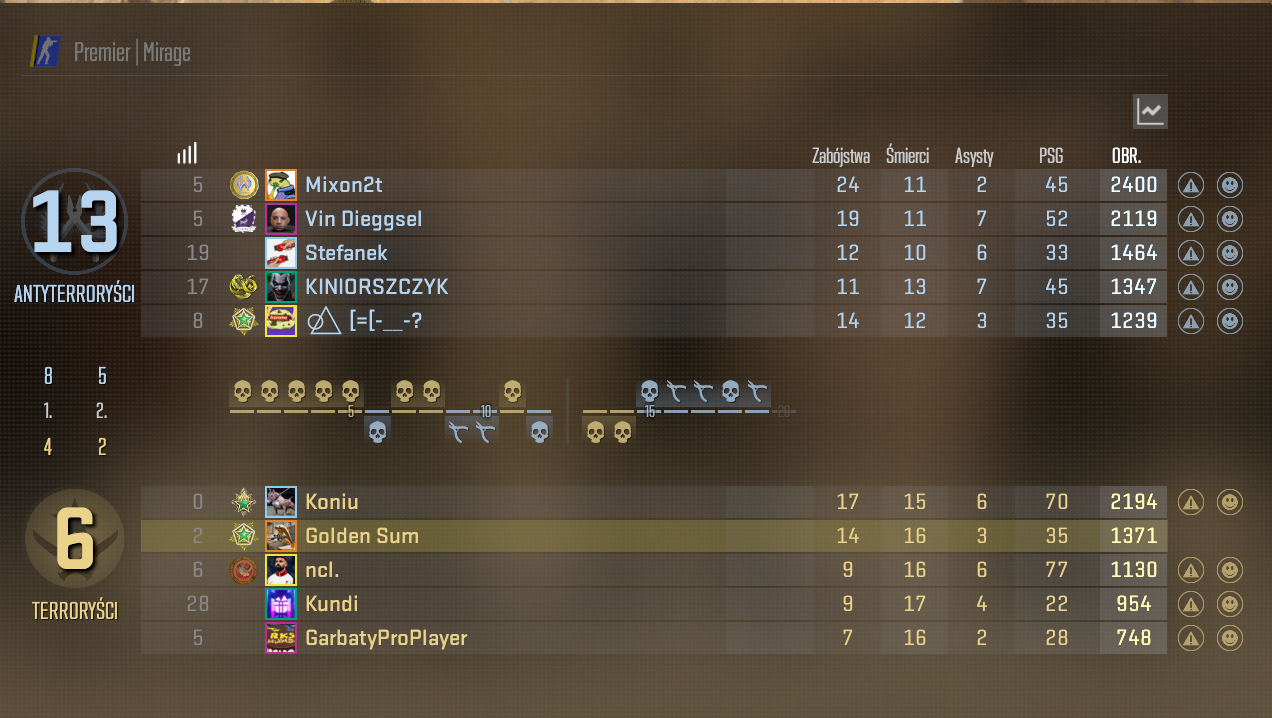 Premier | Mirage
Zabójstwa Śmierci Asysty PSG OBR.
13
ANTYTERRORYŚCI
5 Mixon2t 24 11 2 45 2400
5 Vin Dieggsel 19 11 7 52 2119
19 Stefanek 12 10 6 33 1464
17 KINIORSZCZYK 11 13 7 45 1347
8 [=[-__-? 14 12 3 35 1239
8 5
1. 2.
4 2
5 10 15 20
6
TERRORYŚCI
0 Koniu 17 15 6 70 2194
2 Golden Sum 14 16 3 35 1371
6 ncl. 9 16 6 77 1130
28 Kundi 9 17 4 22 954
5 GarbatyProPlayer 7 16 2 28 748